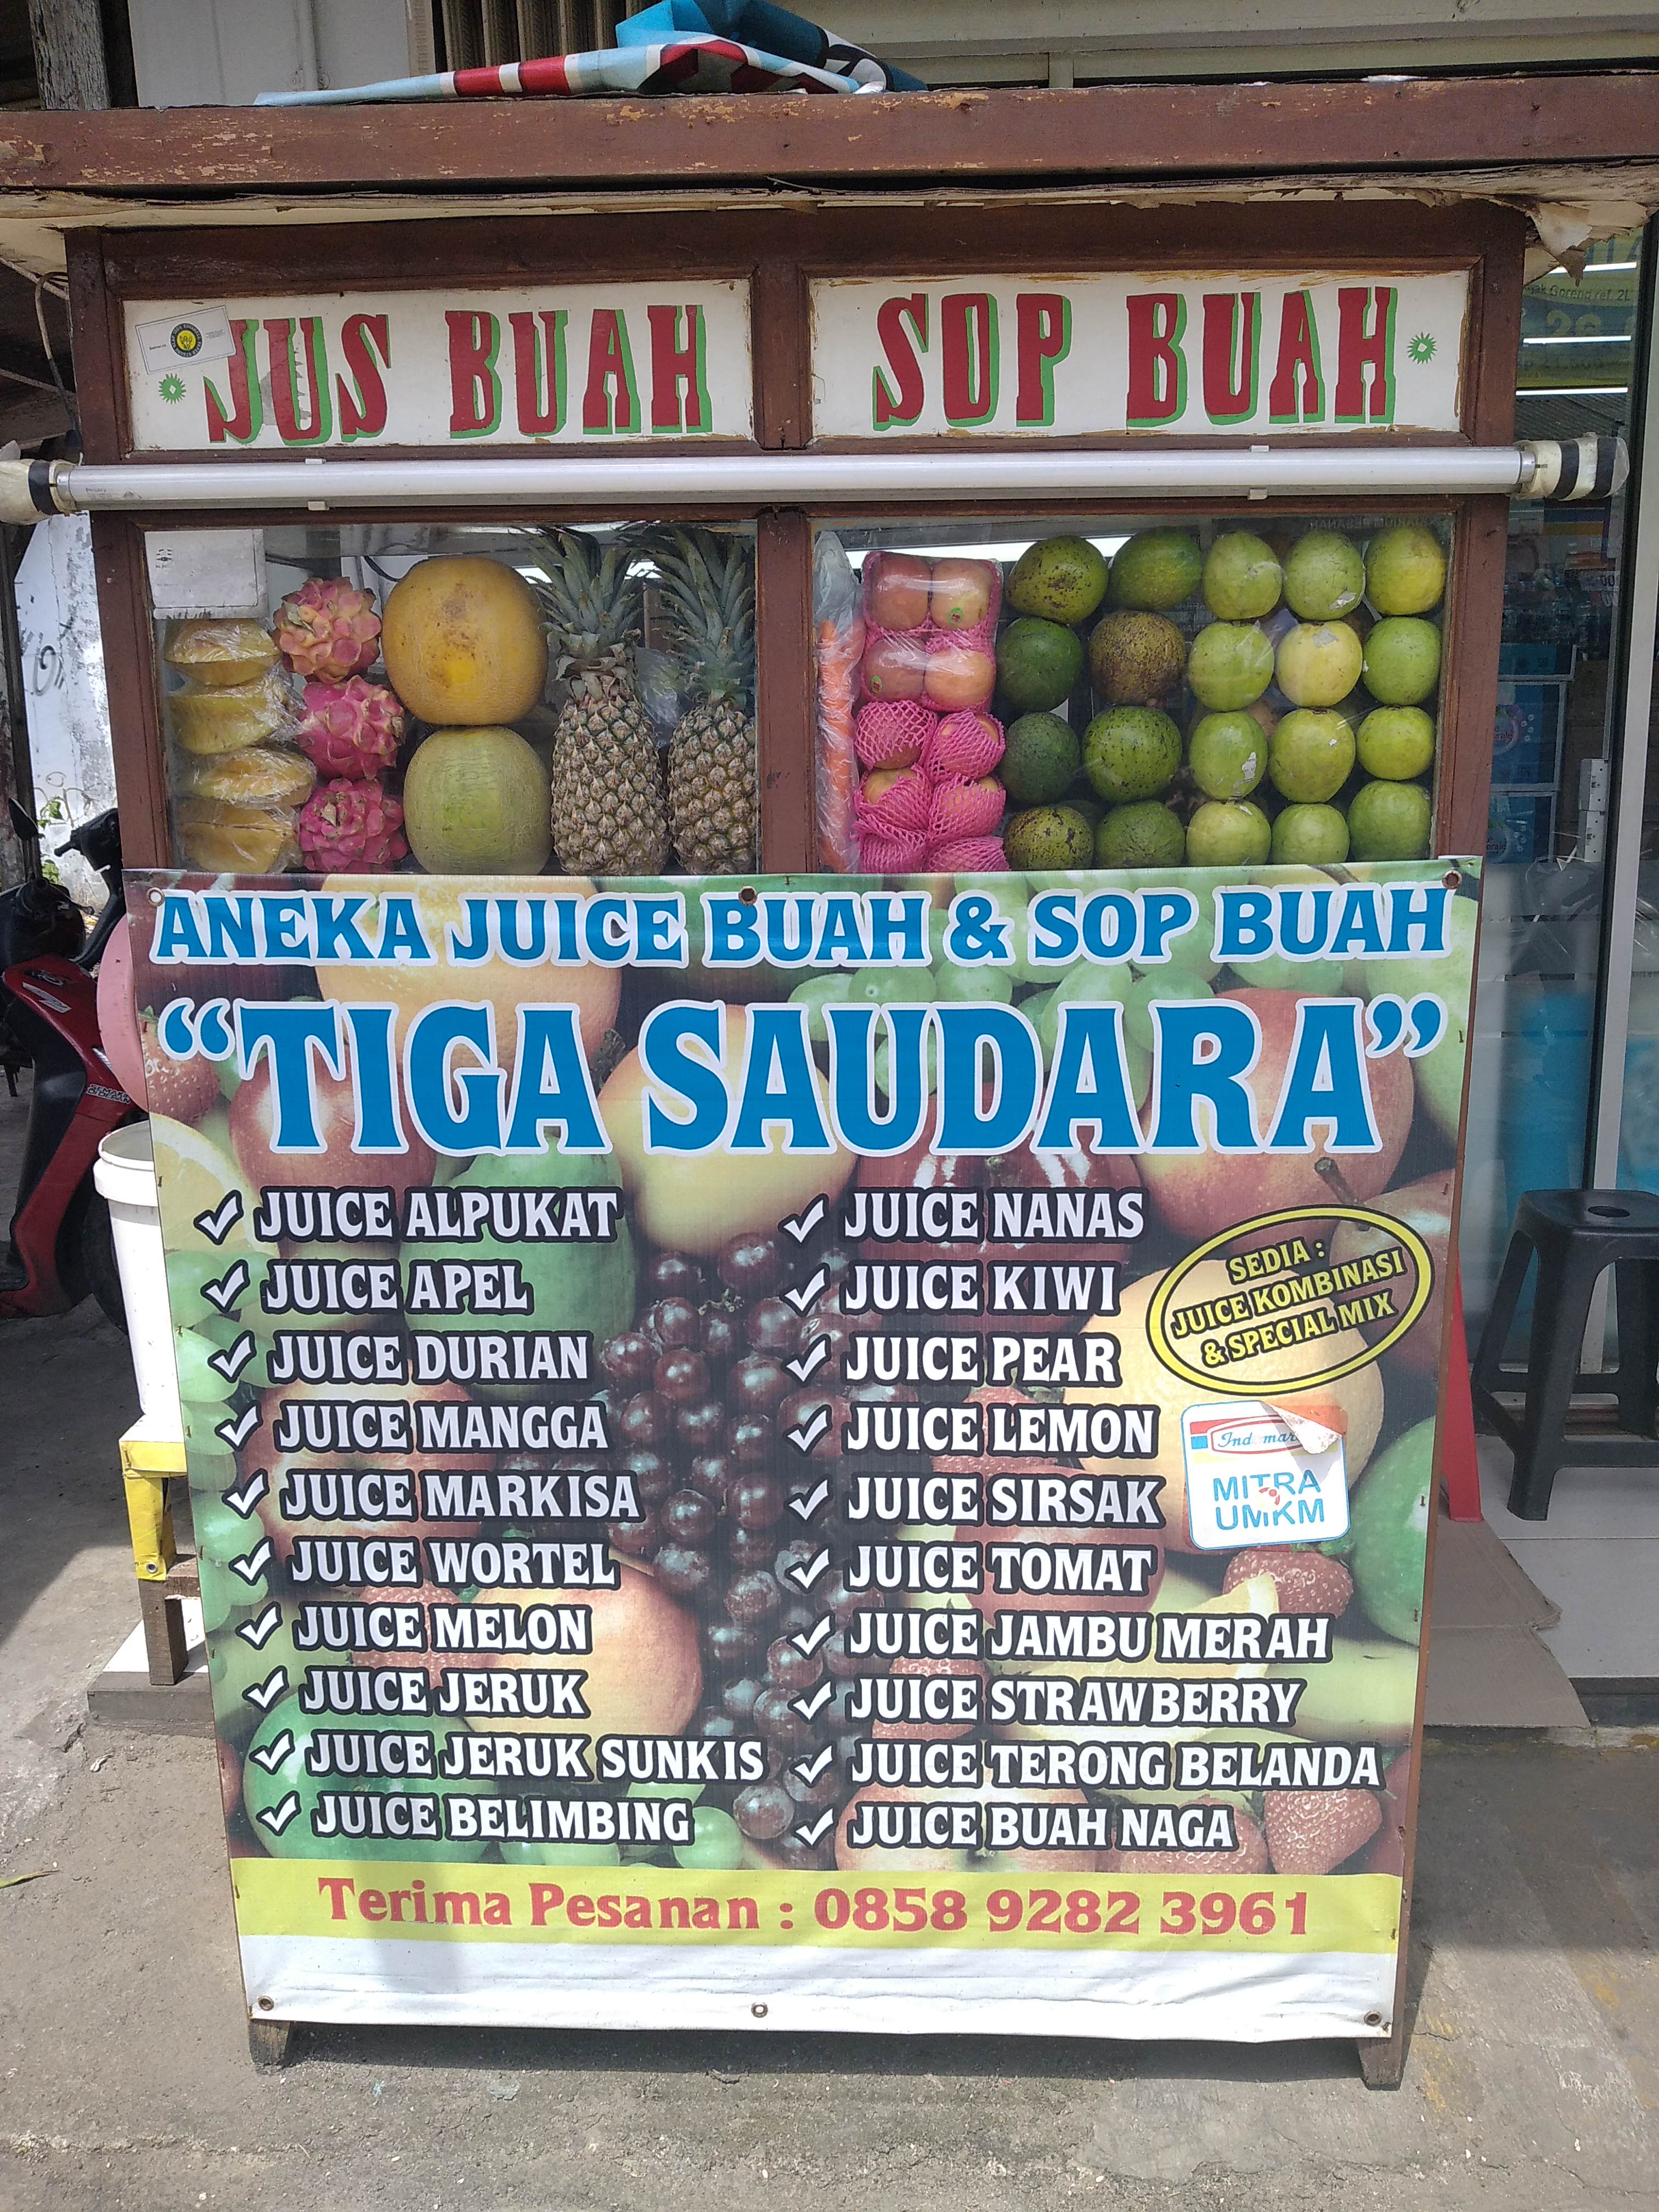 JUS BUAH
SOP BUAH
ANEKA JUICE BUAH & SOP BUAH
“TIGA SAUDARA”
JUICE ALPUKAT
JUICE APEL
JUICE DURIAN
JUICE MANGGA
JUICE MARKISA
JUICE WORTEL
JUICE MELON
JUICE JERUK
JUICE JERUK SUNKIS
JUICE BELIMBING
JUICE NANAS
JUICE KIWI
JUICE PEAR
JUICE LEMON
JUICE SIRSAK
JUICE TOMAT
JUICE JAMBU MERAH
JUICE STRAWBERRY
JUICE TERONG BELANDA
JUICE BUAH NAGA
SEDIA :
JUICE KOMBINASI
& SPECIAL MIX
MITRA
UMKM
Terima Pesanan : 0858 9282 3961